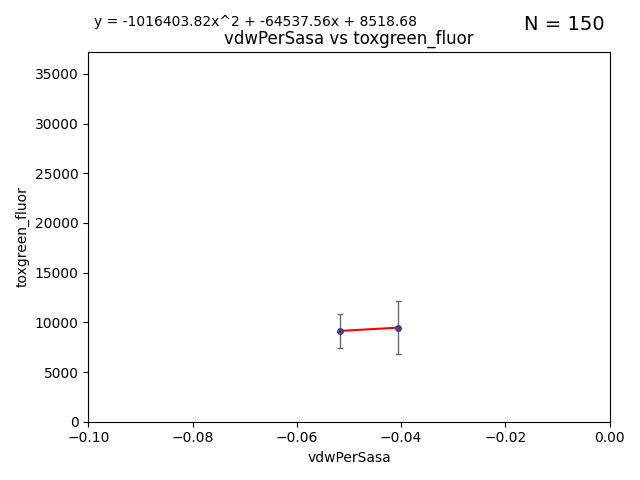 y = -1016403.82x^2 + -64537.56x + 8518.68
N = 150
vdwPerSasa vs toxgreen_fluor
toxgreen_fluor
35000
30000
25000
20000
15000
10000
5000
0
−0.10 −0.08 −0.06 −0.04 −0.02 0.00
vdwPerSasa